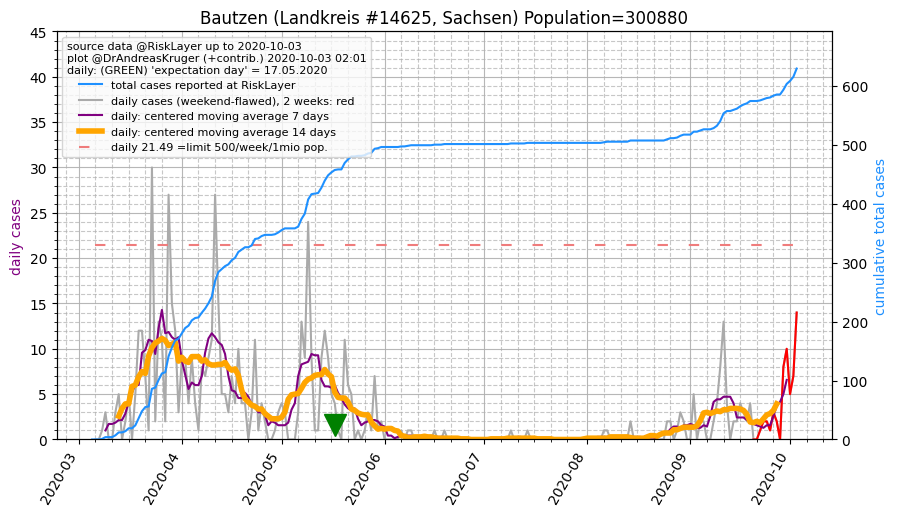 Bautzen (Landkreis #14625, Sachsen) Population=300880
source data @RiskLayer up to 2020-10-03
plot @DrAndreasKruger (+contrib.) 2020-10-03 02:01
daily: (GREEN) 'expectation day' = 17.05.2020
total cases reported at RiskLayer
daily cases (weekend-flawed), 2 weeks: red
daily: centered moving average 7 days
daily: centered moving average 14 days
daily 21.49 =limit 500/week/1mio pop.
daily cases
45
40
35
30
25
20
15
10
5
0
cumulative total cases
600
500
400
300
200
100
0
2020-03
2020-04
2020-05
2020-06
2020-07
2020-08
2020-09
2020-10